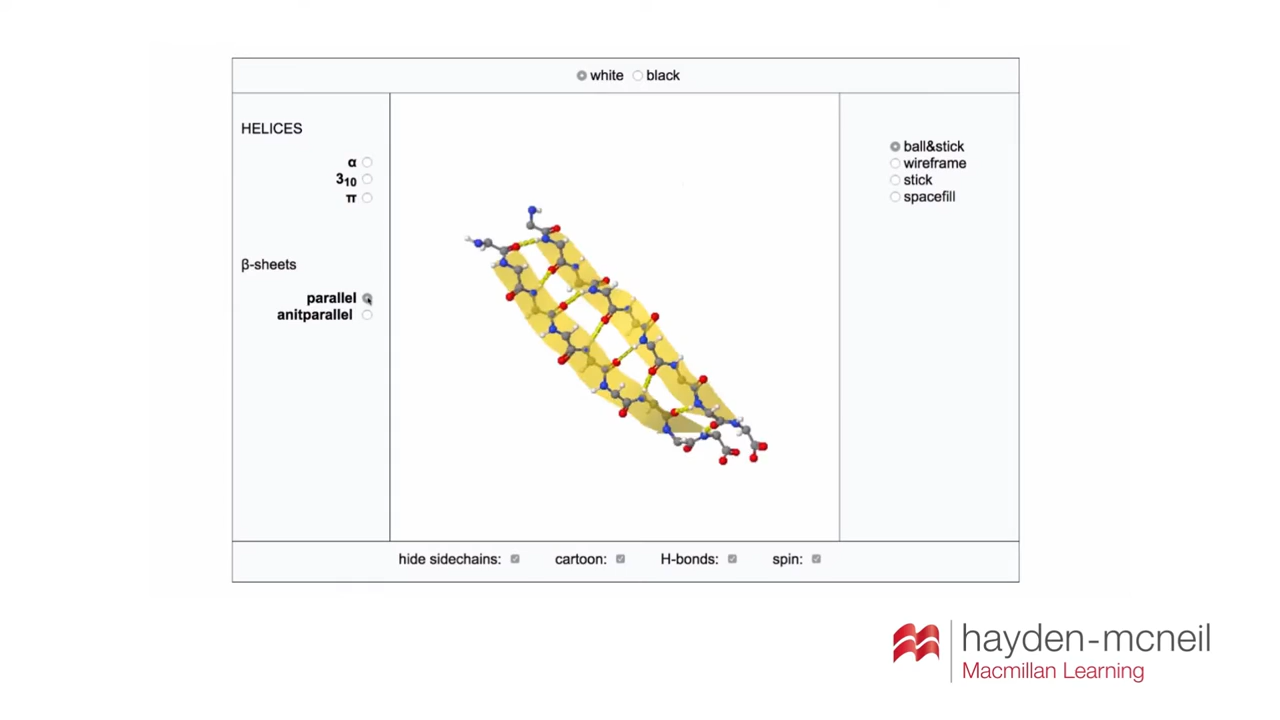 white black
HELICES
α
3₁₀
π
β-sheets
parallel
anitparallel
ball&stick
wireframe
stick
spacefill
hide sidechains: cartoon: H-bonds: spin:
hayden-mcneil
Macmillan Learning